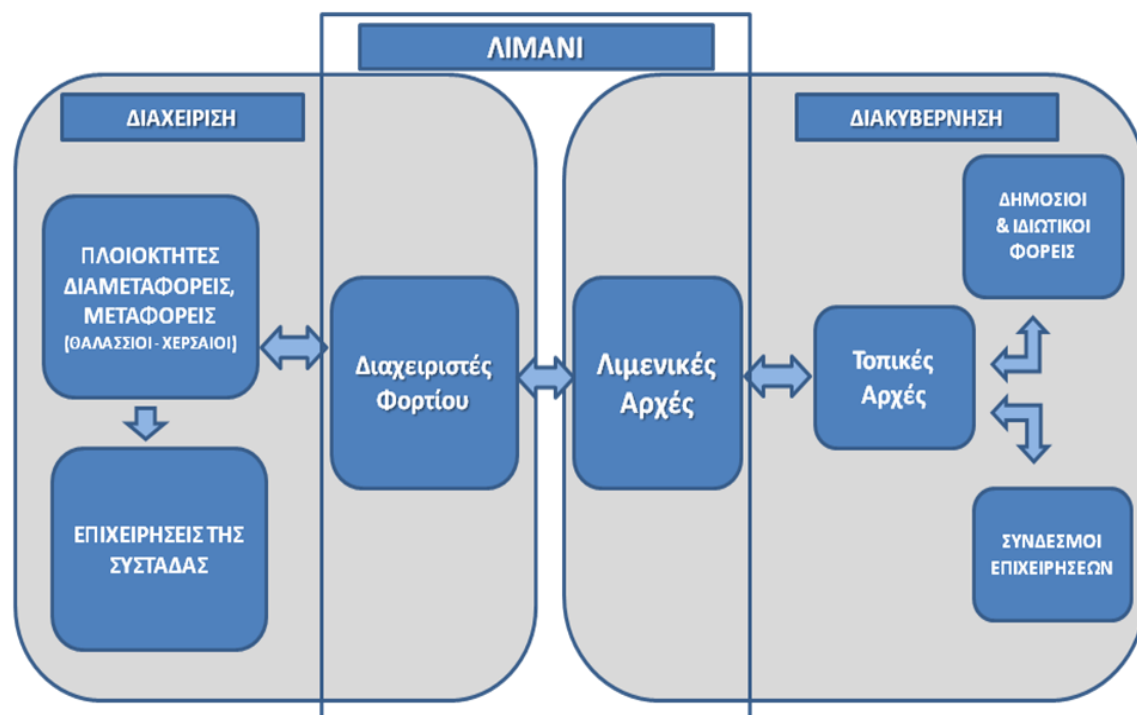 ΛΙΜΑΝΙ
ΔΙΑΧΕΙΡΙΣΗ
ΠΛΟΙΟΚΤΗΤΕΣ
ΔΙΑΜΕΤΑΦΟΡΕΙΣ,
ΜΕΤΑΦΟΡΕΙΣ
(ΘΑΛΑΣΣΙΟΙ - ΧΕΡΣΑΙΟΙ)
ΕΠΙΧΕΙΡΗΣΕΙΣ ΤΗΣ
ΣΥΣΤΑΔΑΣ
Διαχειριστές
Φορτίου
ΔΙΑΚΥΒΕΡΝΗΣΗ
Λιμενικές
Αρχές
Τοπικές
Αρχές
ΔΗΜΟΣΙΟΙ
& ΙΔΙΩΤΙΚΟΙ
ΦΟΡΕΙΣ
ΣΥΝΔΕΣΜΟΙ
ΕΠΙΧΕΙΡΗΣΕΩΝ